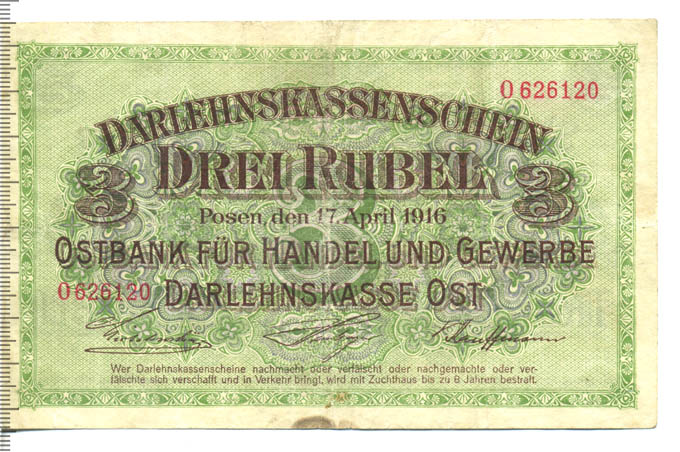 O 626120
DARLEHNSKASSENSCHEIN
3 DREI RUBEL 3
Posen den 17. April 1916
OSTBANK FÜR HANDEL UND GEWERBE
O 626120 DARLEHNSKASSE OST
3
Wer Darlehnskassenscheine nachmacht oder verfälscht oder nachgemachte oder ver-
fälschte sich verschafft und in Verkehr bringt, wird mit Zuchthaus bis zu 8 Jahren bestraft.